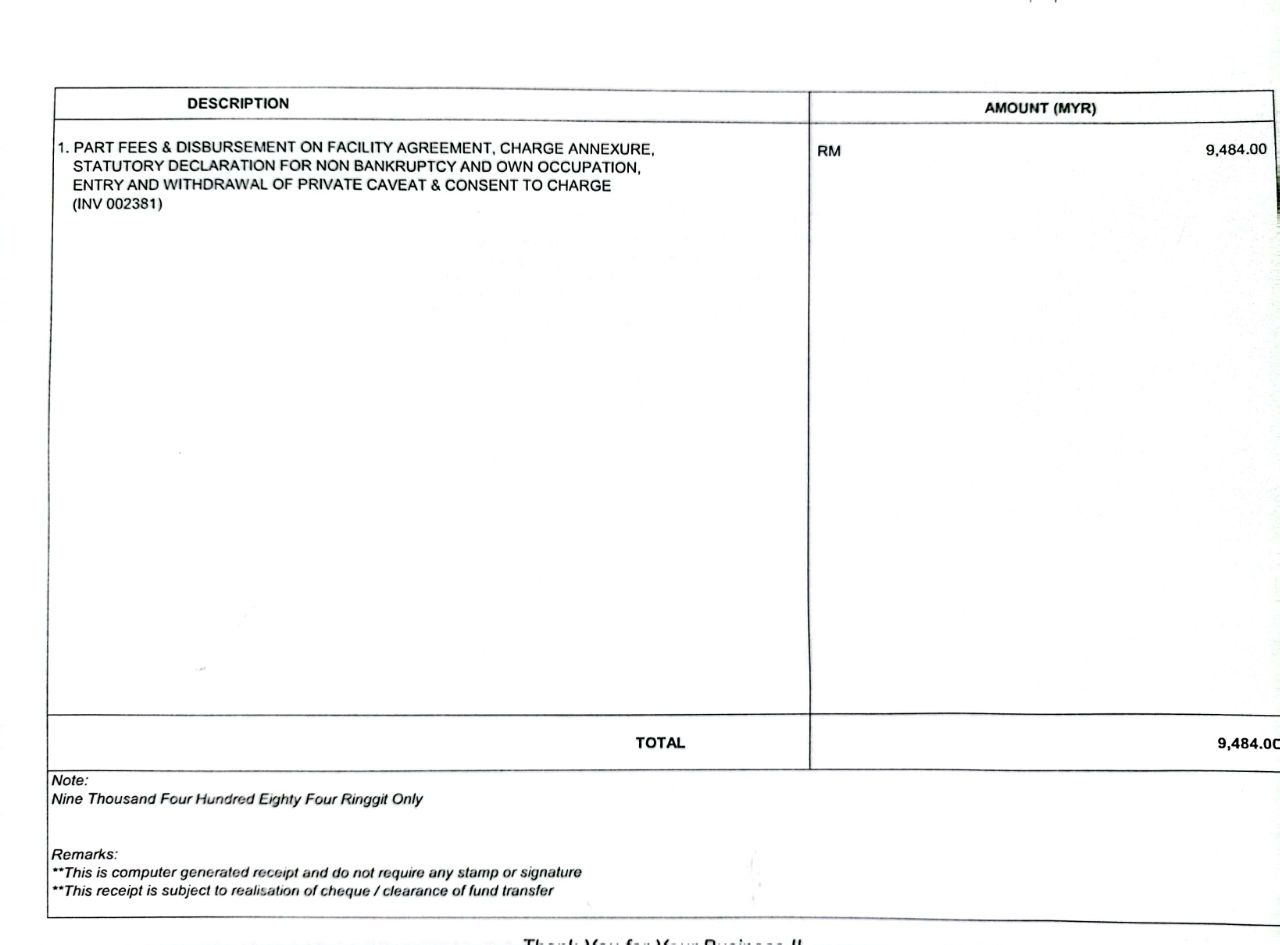 DESCRIPTION
AMOUNT (MYR)
1. PART FEES & DISBURSEMENT ON FACILITY AGREEMENT, CHARGE ANNEXURE,
RM 9,484.00
STATUTORY DECLARATION FOR NON BANKRUPTCY AND OWN OCCUPATION,
ENTRY AND WITHDRAWAL OF PRIVATE CAVEAT & CONSENT TO CHARGE
(INV 002381)
TOTAL 9,484.00
Note:
Nine Thousand Four Hundred Eighty Four Ringgit Only
Remarks:
**This is computer generated receipt and do not require any stamp or signature
**This receipt is subject to realisation of cheque / clearance of fund transfer
Thank You for Your Business !!